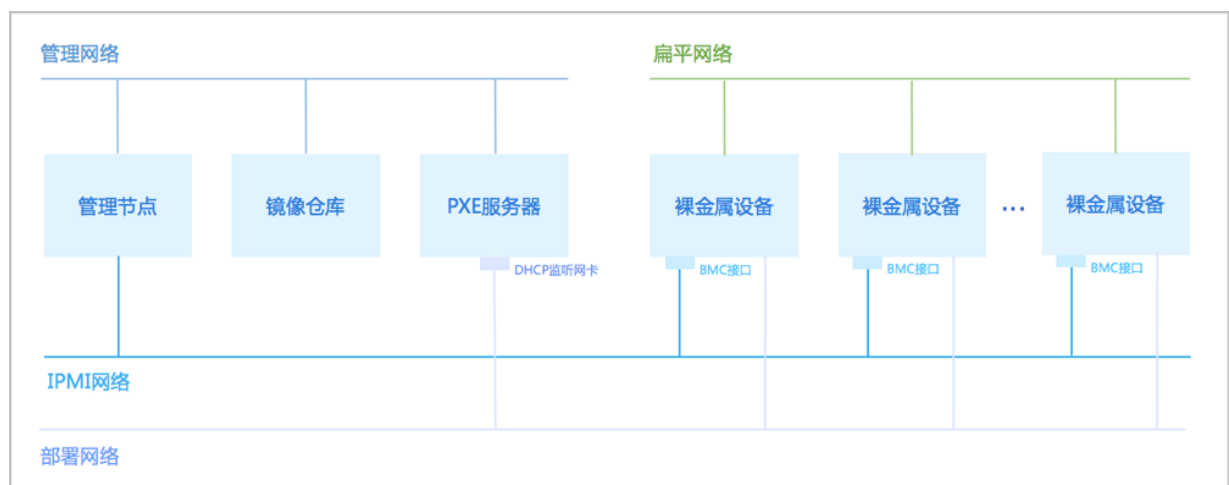 管理网络
扁平网络
管理节点
镜像仓库
PXE服务器
裸金属设备
裸金属设备
...
裸金属设备
DHCP监听网卡
BMC接口
BMC接口
BMC接口
IPMI网络
部署网络